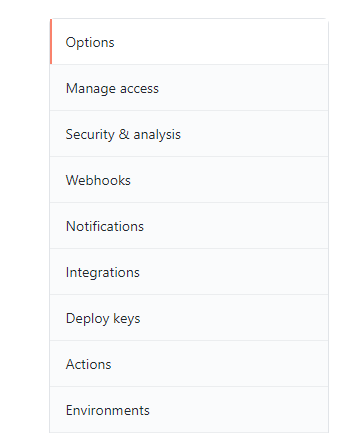 Options
Manage access
Security & analysis
Webhooks
Notifications
Integrations
Deploy keys
Actions
Environments